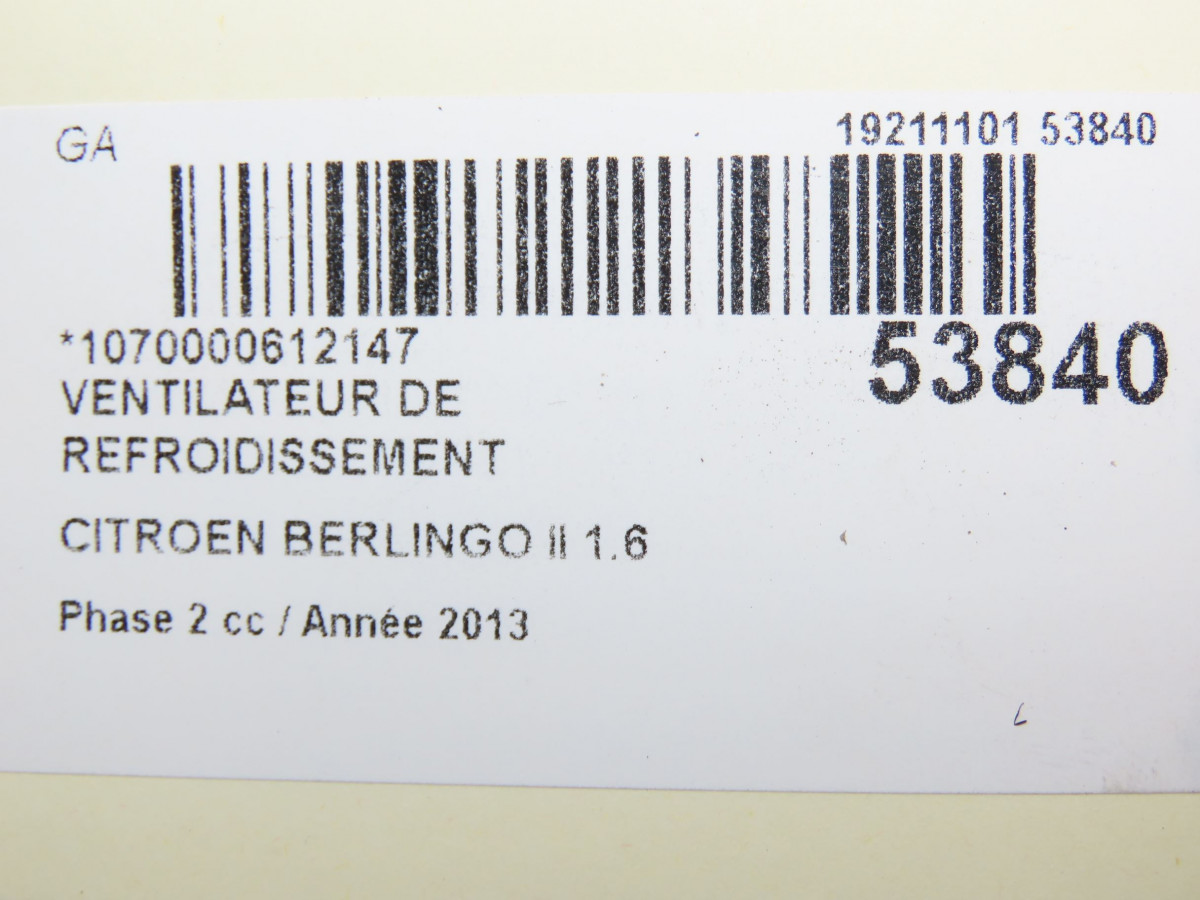 GA
19211101 53840
*1070000612147
53840
VENTILATEUR DE
REFROIDISSEMENT
CITROEN BERLINGO II 1.6
Phase 2 cc / Année 2013